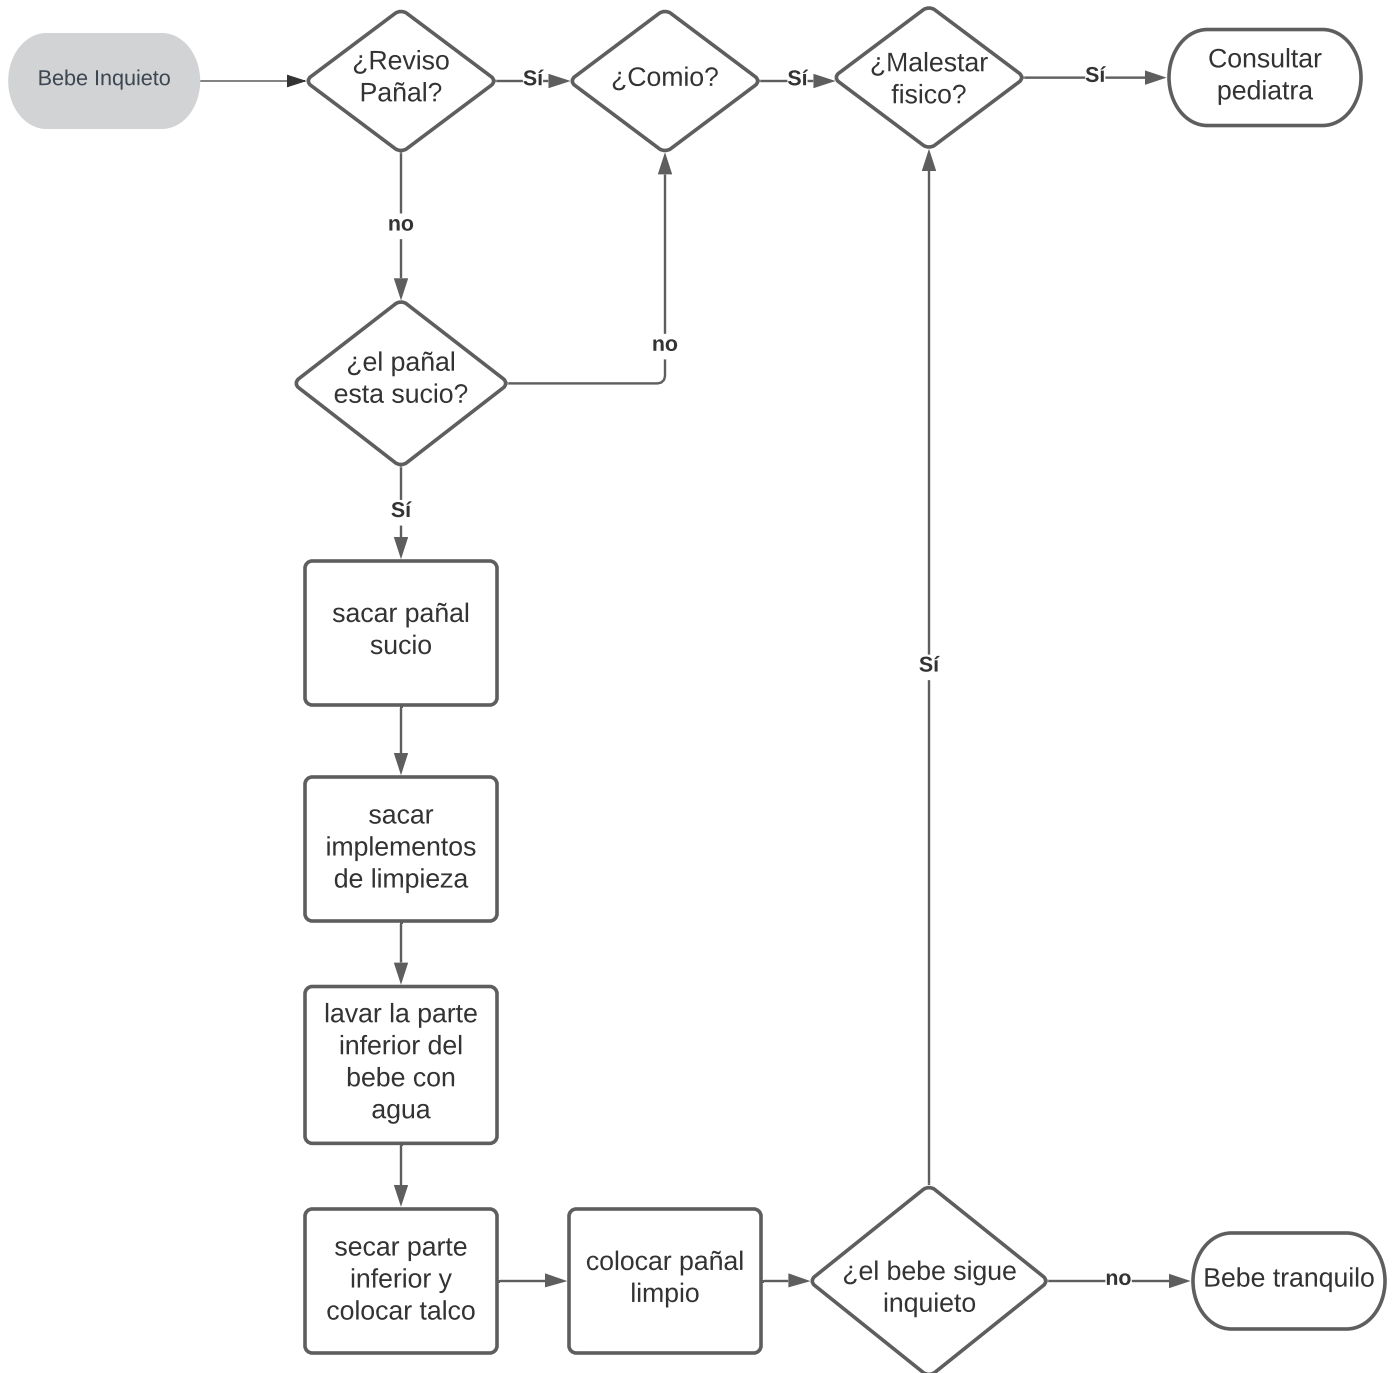 Bebe Inquieto
¿Reviso
Pañal?
Sí
¿Comio?
Sí
¿Malestar
fisico?
Sí
Consultar
pediatra
no
¿el pañal
esta sucio?
no
Sí
sacar pañal
sucio
sacar
implementos
de limpieza
lavar la parte
inferior del
bebe con
agua
secar parte
inferior y
colocar talco
colocar pañal
limpio
¿el bebe sigue
inquieto
Sí
no
Bebe tranquilo